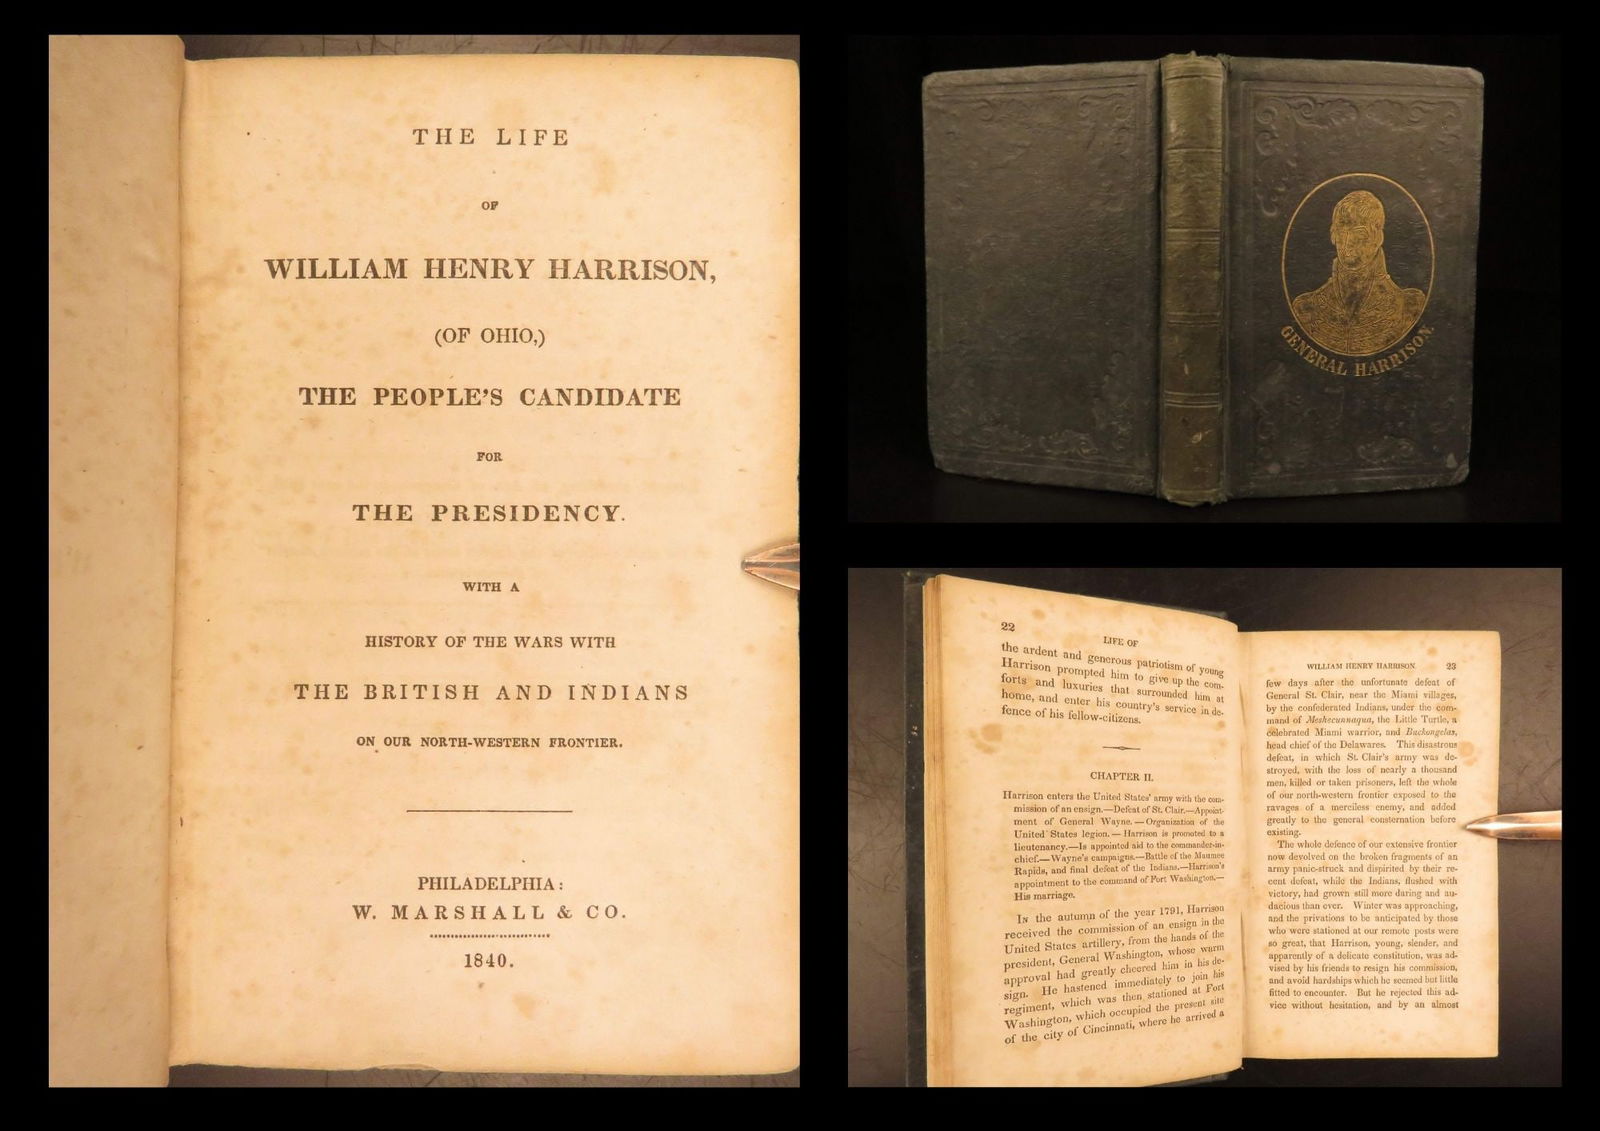 THE LIFE
OF
WILLIAM HENRY HARRISON,
(OF OHIO,)
THE PEOPLE'S CANDIDATE
FOR
THE PRESIDENCY.
WITH A
HISTORY OF THE WARS WITH
THE BRITISH AND INDIANS
ON OUR NORTH-WESTERN FRONTIER.
PHILADELPHIA:
W. MARSHALL & CO.
1840.
GENERAL HARRISON.
22
LIFE OF
the ardent and generous patriotism of young
Harrison prompted him to give up the com-
forts and luxuries that surrounded him at
home, and enter his country's service in de-
fence of his fellow-citizens.
CHAPTER II.
Harrison enters the United States' army with the com-
mission of an ensign.—Defeat of St. Clair.—Appoint-
ment of General Wayne.—Organization of the
United States legion.—Harrison is promoted to a
lieutenancy.—Is appointed aid to the commander-in-
chief.—Wayne's campaigns.—Battle of the Maumee
Rapids, and final defeat of the Indians.—Harrison's
appointment to the command of Fort Washington.—
His marriage.
In the autumn of the year 1791, Harrison
received the commission of an ensign in the
United States artillery, from the hands of the
president, General Washington, whose warm
approval had greatly cheered him in his de-
sign. He hastened immediately to join his
regiment, which was then stationed at Fort
Washington, which occupied the present site
of the city of Cincinnati, where he arrived a
WILLIAM HENRY HARRISON. 23
few days after the unfortunate defeat of
General St. Clair, near the Miami villages,
by the confederated Indians, under the com-
mand of Meshecunnaqua, the Little Turtle, a
celebrated Miami warrior, and Buckongelas,
head chief of the Delawares. This disastrous
defeat, in which St. Clair's army was de-
stroyed, with the loss of nearly a thousand
men, killed or taken prisoners, left the whole
of our north-western frontier exposed to the
ravages of a merciless enemy, and added
greatly to the general consternation before
existing.
The whole defence of our extensive frontier
now devolved on the broken fragments of an
army panic-struck and dispirited by their re-
cent defeat, while the Indians, flushed with
victory, had grown still more daring and au-
dacious than ever. Winter was approaching,
and the privations to be anticipated by those
who were stationed at our remote posts were
so great, that Harrison, young, slender, and
apparently of a delicate constitution, was ad-
vised by his friends to resign his commission,
and avoid hardships which he seemed but little
fitted to encounter. But he rejected this ad-
vice without hesitation, and by an almost